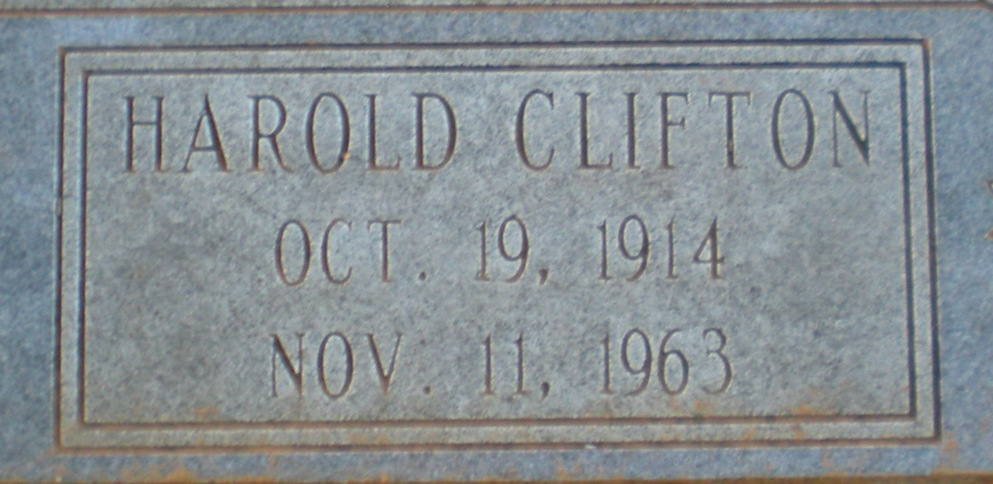 HAROLD CLIFTON
OCT. 19, 1914
NOV. 11, 1963